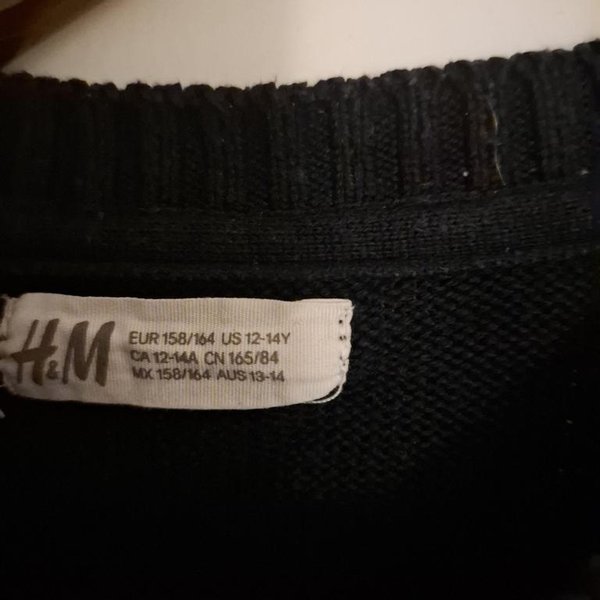 H&M
EUR 158/164 US 12-14Y
CA 12-14A CN 165/84
MX 158/164 AUS 13-14